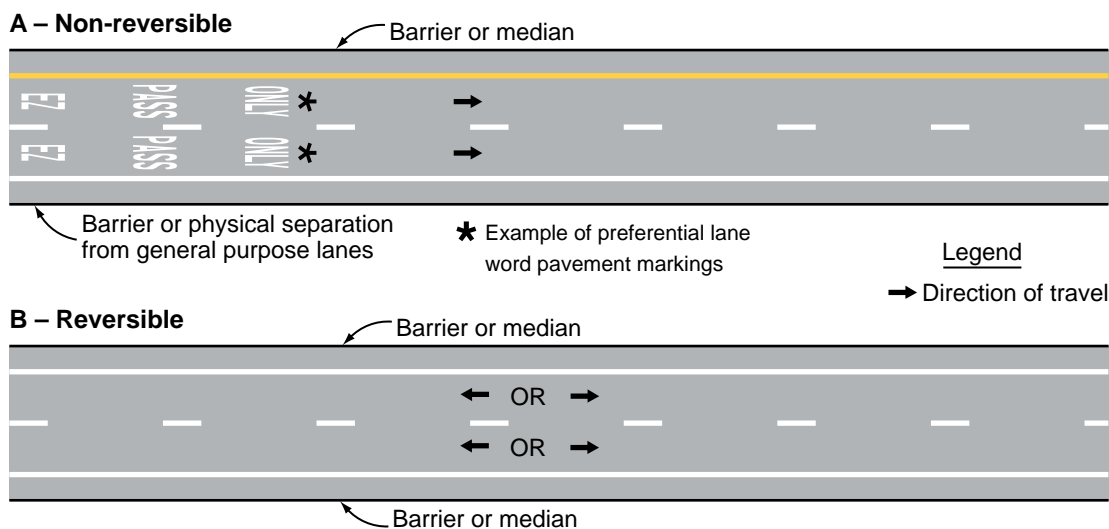 A – Non-reversible
Barrier or median
EZ PASS ONLY *
EZ PASS ONLY *
Barrier or physical separation
from general purpose lanes
* Example of preferential lane
word pavement markings
Legend
→ Direction of travel
B – Reversible
Barrier or median
← OR →
← OR →
Barrier or median